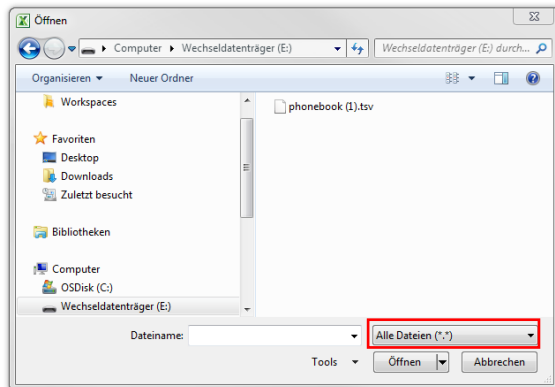 Öffnen
Computer Wechseldatenträger (E:)
Wechseldatenträger (E:) durch...
Organisieren Neuer Ordner
Workspaces
phonebook (1).tsv
Favoriten
Desktop
Downloads
Zuletzt besucht
Bibliotheken
Computer
OSDisk (C:)
Wechseldatenträger (E:)
Dateiname:
Alle Dateien (*.*)
Tools Öffnen Abbrechen